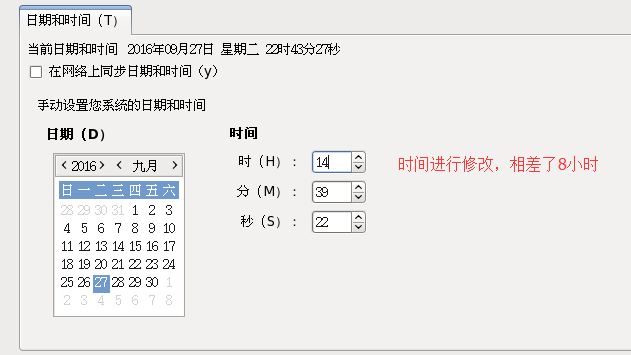 日期和时间（T）
当前日期和时间 2016年09月27日 星期二 22时43分27秒
在网络上同步日期和时间（y）
手动设置您系统的日期和时间
日期（D）
< 2016 > < 九月 >
日 一 二 三 四 五 六
28 29 30 31 1 2 3
4 5 6 7 8 9 10
11 12 13 14 15 16 17
18 19 20 21 22 23 24
25 26 27 28 29 30 1
2 3 4 5 6 7 8
时间
时（H）： 14
分（M）： 39
秒（S）： 22
时间进行修改，相差了8小时